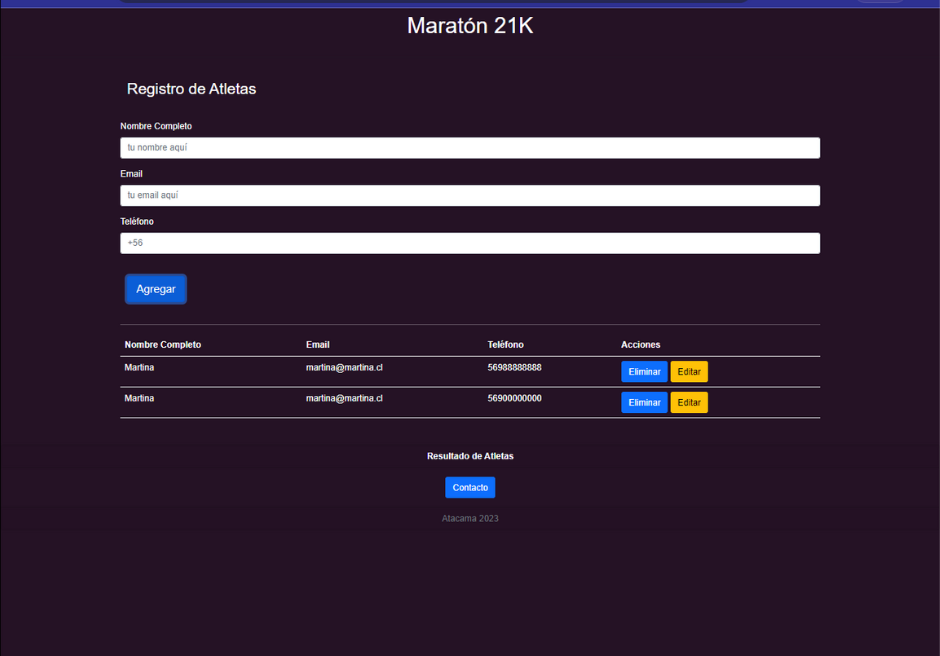 Maratón 21K
Registro de Atletas
Nombre Completo
tu nombre aquí
Email
tu email aquí
Teléfono
+56
Agregar
Nombre Completo Email Teléfono Acciones
Martina martina@martina.cl 56988888888 Eliminar Editar
Martina martina@martina.cl 56900000000 Eliminar Editar
Resultado de Atletas
Contacto
Atacama 2023